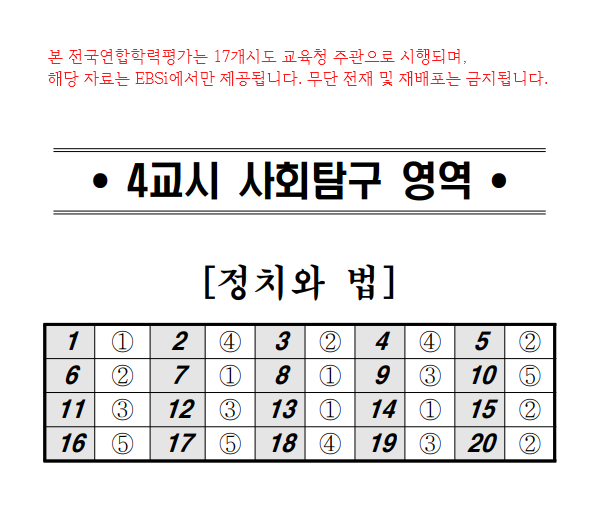 본 전국연합학력평가는 17개시도 교육청 주관으로 시행되며,
해당 자료는 EBSi에서만 제공됩니다. 무단 전재 및 재배포는 금지됩니다.
• 4교시 사회탐구 영역 •
[정치와 법]
1 ① 2 ④ 3 ② 4 ④ 5 ②
6 ② 7 ① 8 ① 9 ③ 10 ⑤
11 ③ 12 ③ 13 ① 14 ① 15 ②
16 ⑤ 17 ⑤ 18 ④ 19 ③ 20 ②